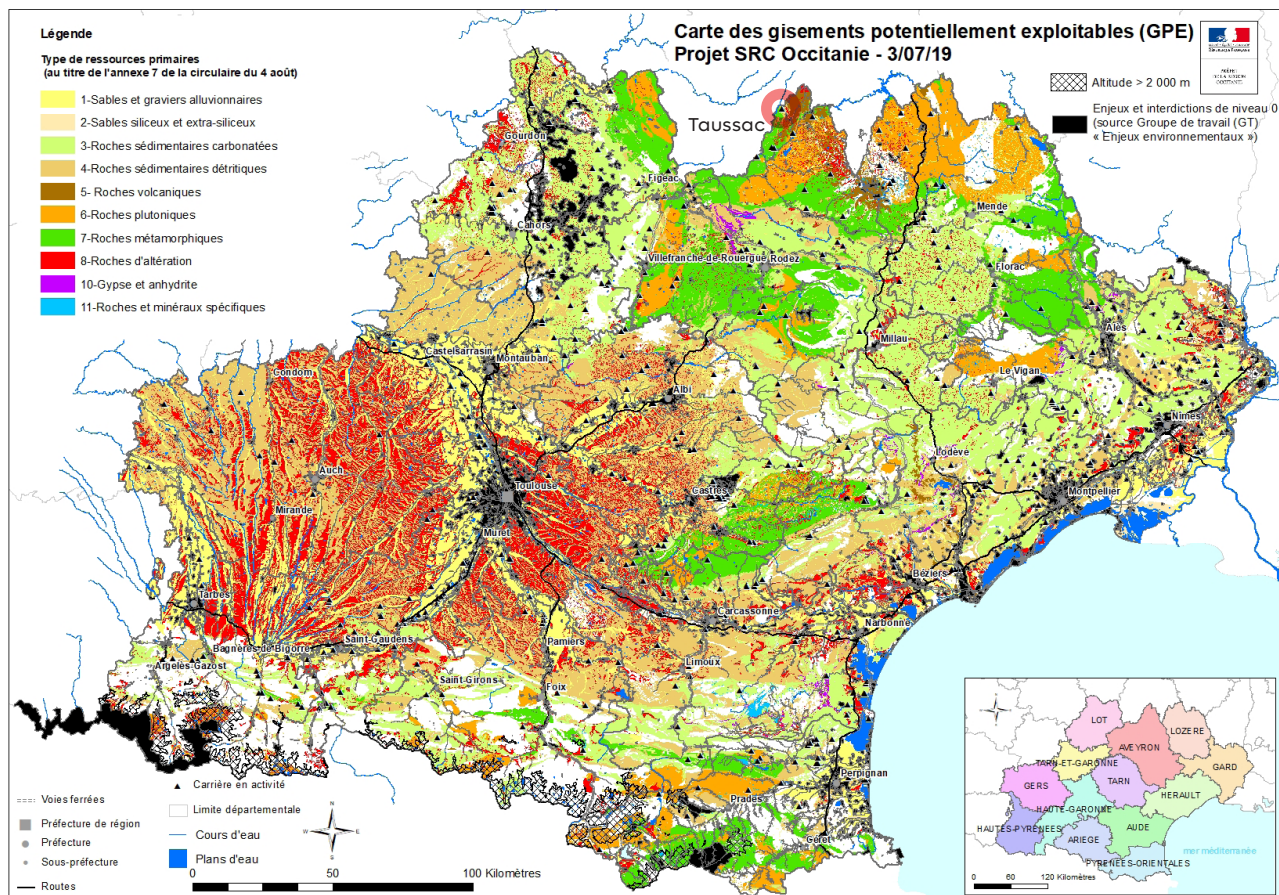 Carte des gisements potentiellement exploitables (GPE)
Projet SRC Occitanie - 3/07/19
Légende
Type de ressources primaires
(au titre de l'annexe 7 de la circulaire du 4 août)
1-Sables et graviers alluvionnaires
2-Sables siliceux et extra-siliceux
3-Roches sédimentaires carbonatées
4-Roches sédimentaires détritiques
5- Roches volcaniques
6-Roches plutoniques
7-Roches métamorphiques
8-Roches d'altération
10-Gypse et anhydrite
11-Roches et minéraux spécifiques
Altitude > 2 000 m
Enjeux et interdictions de niveau 0
(source Groupe de travail (GT)
« Enjeux environnementaux »)
Taussac
Gourdon
Figeac
Mende
Cahors
Villefranche-de-Rouergue
Rodez
Florac
Castelsarrasin
Montauban
Millau
Alès
Condom
Albi
Le Vigan
Nîmes
Auch
Lodève
Toulouse
Castres
Montpellier
Mirande
Muret
Béziers
Tarbes
Carcassonne
Narbonne
Saint-Gaudens
Pamiers
Bagnères-de-Bigorre
Argelès-Gazost
Limoux
Saint-Girons
Foix
Perpignan
Prades
Céret
Carrière en activité
Voies ferrées
Limite départementale
Préfecture de région
Cours d'eau
Préfecture
Plans d'eau
Sous-préfecture
Routes
N
W
E
S
0
50
100 Kilomètres
LOT
LOZERE
AVEYRON
TARN-ET-GARONNE
GARD
TARN
GERS
HERAULT
HAUTE-GARONNE
HAUTES-PYRENEES
AUDE
ARIEGE
mer méditerranée
PYRENEES-ORIENTALES
0
60
120 Kilomètres